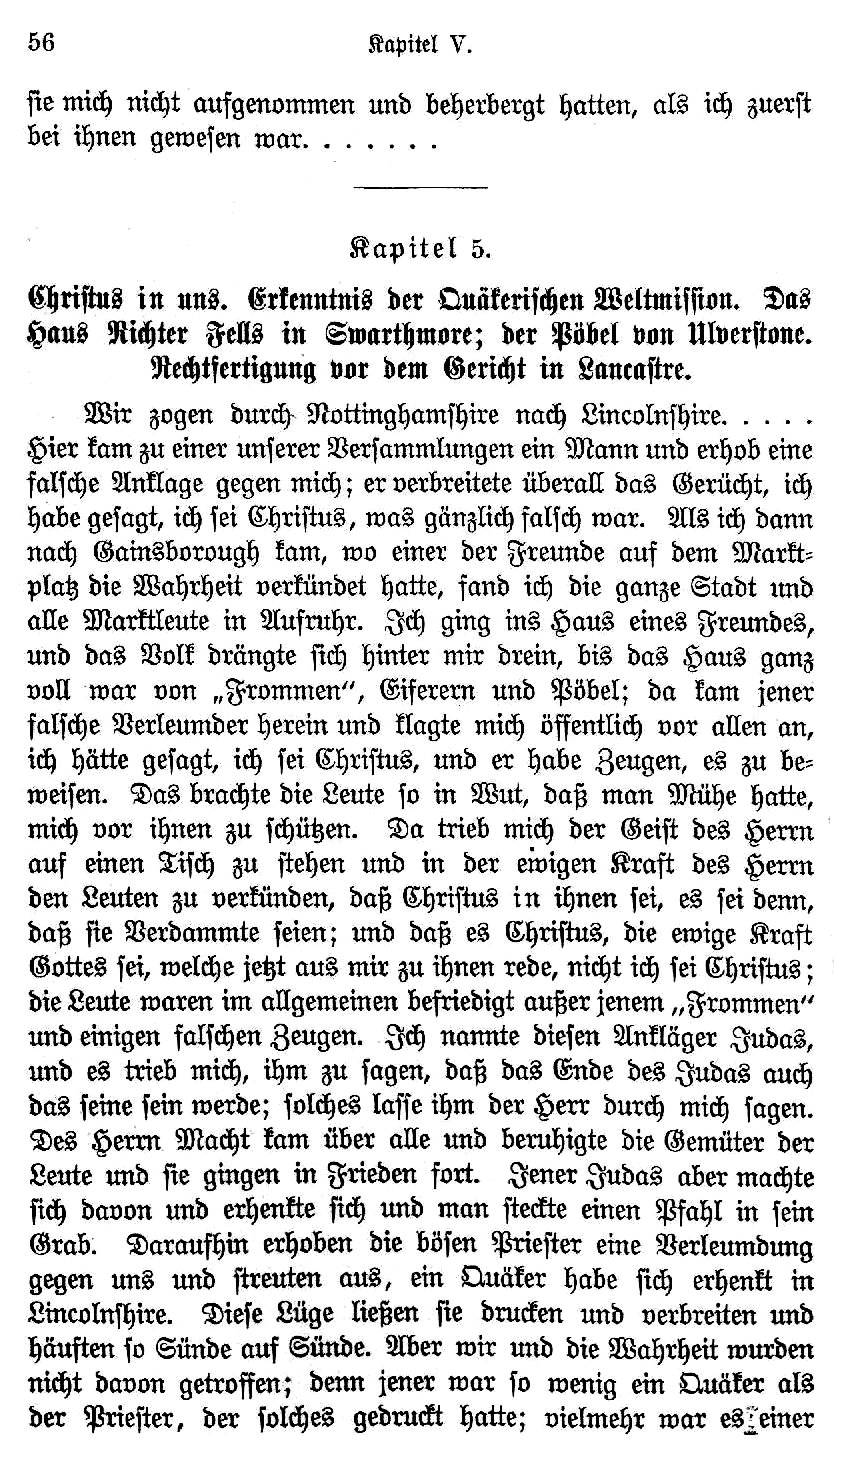 56 Kapitel V.
sie mich nicht aufgenommen und beherbergt hatten, als ich zuerst
bei ihnen gewesen war. . . . . . .
Kapitel 5.
Christus in uns. Erkenntnis der Quäkerischen Weltmission. Das
Haus Richter Fells in Swarthmore; der Pöbel von Ulverstone.
Rechtfertigung vor dem Gericht in Lancastre.
Wir zogen durch Nottinghamshire nach Lincolnshire. . . . .
Hier kam zu einer unserer Versammlungen ein Mann und erhob eine
falsche Anklage gegen mich; er verbreitete überall das Gerücht, ich
habe gesagt, ich sei Christus, was gänzlich falsch war. Als ich dann
nach Gainsborough kam, wo einer der Freunde auf dem Markt-
platz die Wahrheit verkündet hatte, fand ich die ganze Stadt und
alle Marktleute in Aufruhr. Ich ging ins Haus eines Freundes,
und das Volk drängte sich hinter mir drein, bis das Haus ganz
voll war von „Frommen“, Eiferern und Pöbel; da kam jener
falsche Verleumder herein und klagte mich öffentlich vor allen an,
ich hätte gesagt, ich sei Christus, und er habe Zeugen, es zu be-
weisen. Das brachte die Leute so in Wut, daß man Mühe hatte,
mich vor ihnen zu schützen. Da trieb mich der Geist des Herrn
auf einen Tisch zu stehen und in der ewigen Kraft des Herrn
den Leuten zu verkünden, daß Christus in ihnen sei, es sei denn,
daß sie Verdammte seien; und daß es Christus, die ewige Kraft
Gottes sei, welche jetzt aus mir zu ihnen rede, nicht ich sei Christus;
die Leute waren im allgemeinen befriedigt außer jenem „Frommen“
und einigen falschen Zeugen. Ich nannte diesen Ankläger Judas,
und es trieb mich, ihm zu sagen, daß das Ende des Judas auch
das seine sein werde; solches lasse ihm der Herr durch mich sagen.
Des Herrn Macht kam über alle und beruhigte die Gemüter der
Leute und sie gingen in Frieden fort. Jener Judas aber machte
sich davon und erhenkte sich und man steckte einen Pfahl in sein
Grab. Daraufhin erhoben die bösen Priester eine Verleumdung
gegen uns und streuten aus, ein Quäker habe sich erhenkt in
Lincolnshire. Diese Lüge ließen sie drucken und verbreiten und
häuften so Sünde auf Sünde. Aber wir und die Wahrheit wurden
nicht davon getroffen; denn jener war so wenig ein Quäker als
der Priester, der solches gedruckt hatte; vielmehr war es einer